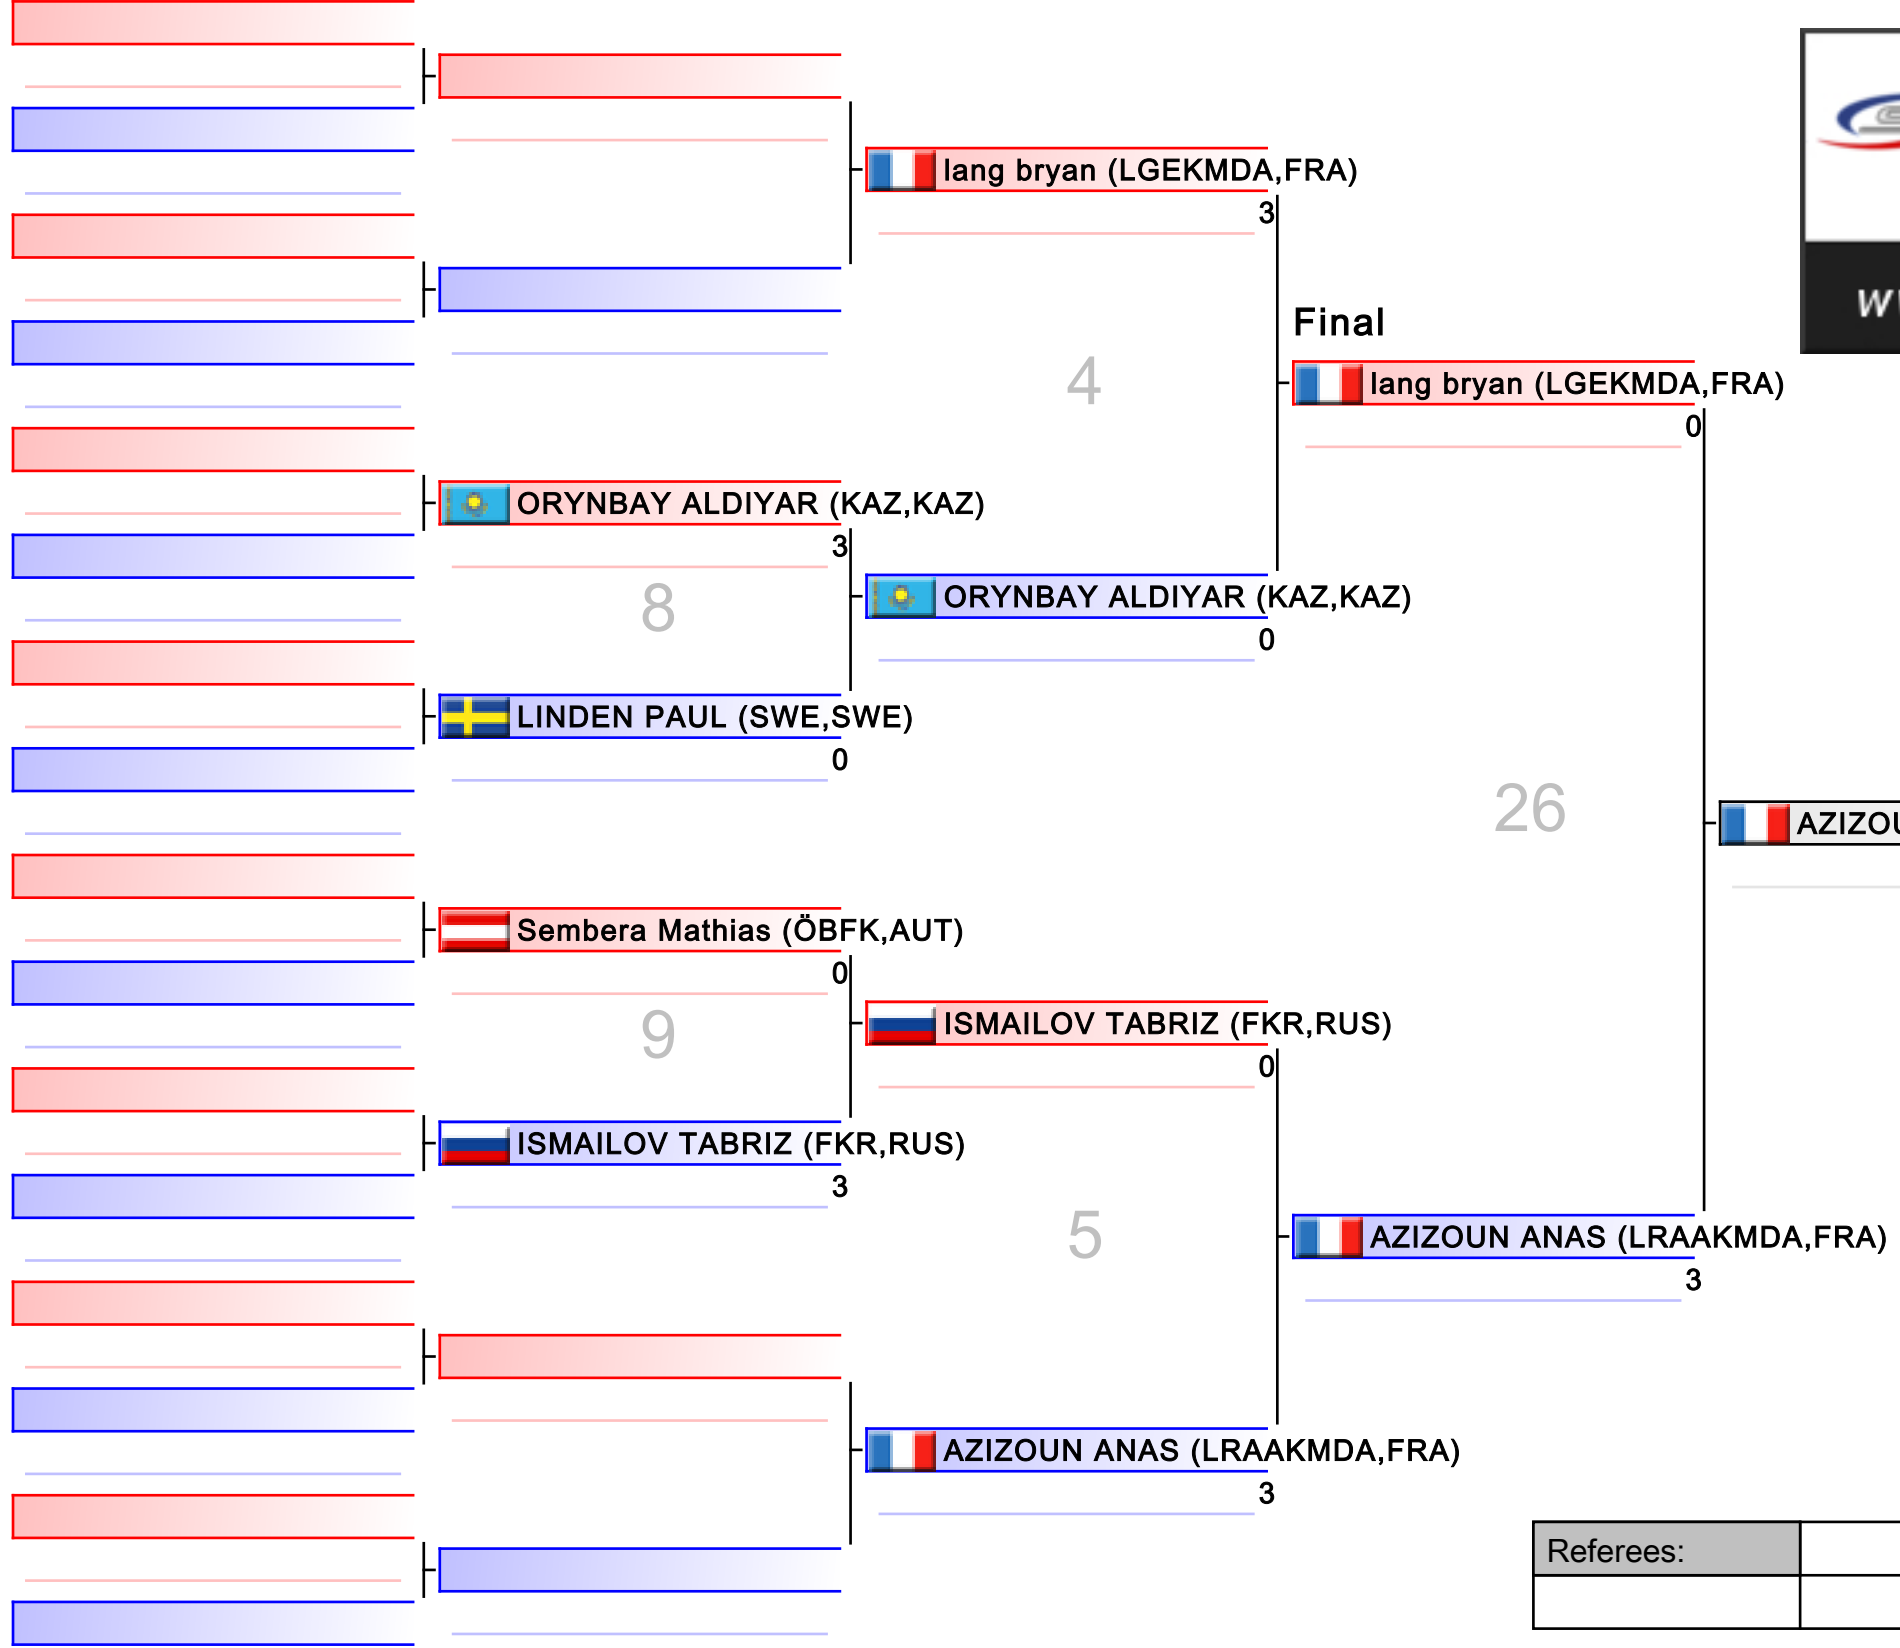 lang bryan (LGEKMDA,FRA)
3
Final
4
lang bryan (LGEKMDA,FRA)
0
ORYNBAY ALDIYAR (KAZ,KAZ)
3
8
ORYNBAY ALDIYAR (KAZ,KAZ)
0
LINDEN PAUL (SWE,SWE)
0
26
AZIZOU
Sembera Mathias (ÖBFK,AUT)
0
9
ISMAILOV TABRIZ (FKR,RUS)
0
ISMAILOV TABRIZ (FKR,RUS)
3
5
AZIZOUN ANAS (LRAAKMDA,FRA)
3
AZIZOUN ANAS (LRAAKMDA,FRA)
3
Referees: